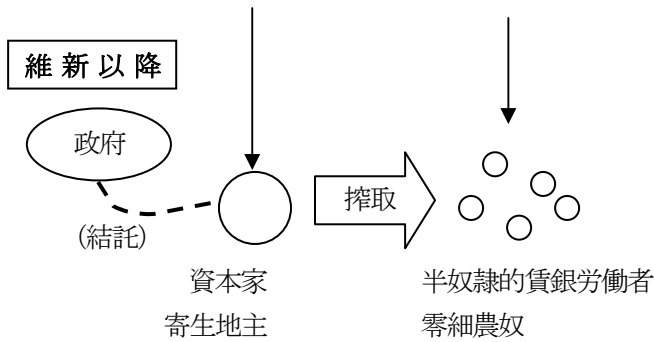 維新以降
政府
(結託)
搾取
資本家
寄生地主
半奴隷的賃銀労働者
零細農奴